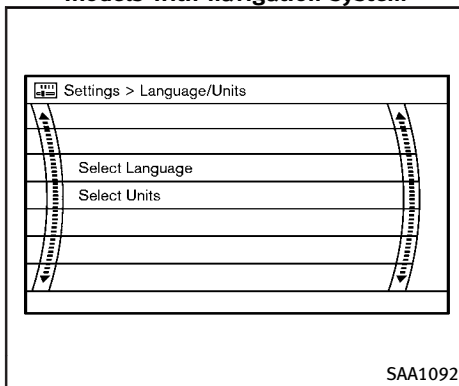 models with navigation system
Settings > Language/Units
Select Language
Select Units
SAA1092